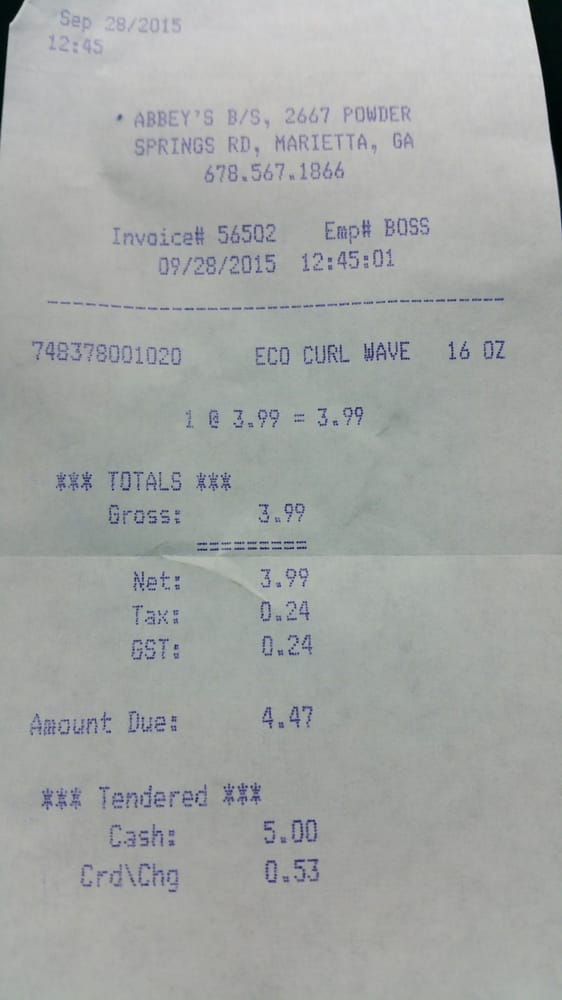 Sep 28/2015
12:45
ABBEY'S B/S, 2667 POWDER
SPRINGS RD, MARIETTA, GA
678.567.1866
Invoice# 56502 Emp# BOSS
09/28/2015 12:45:01
--------------------------------------
748378001020 ECO CURL WAVE 16 OZ
1 @ 3.99 = 3.99
*** TOTALS ***
Gross: 3.99
=========
Net: 3.99
Tax: 0.24
GST: 0.24
Amount Due: 4.47
*** Tendered ***
Cash: 5.00
Crd\Chg 0.53